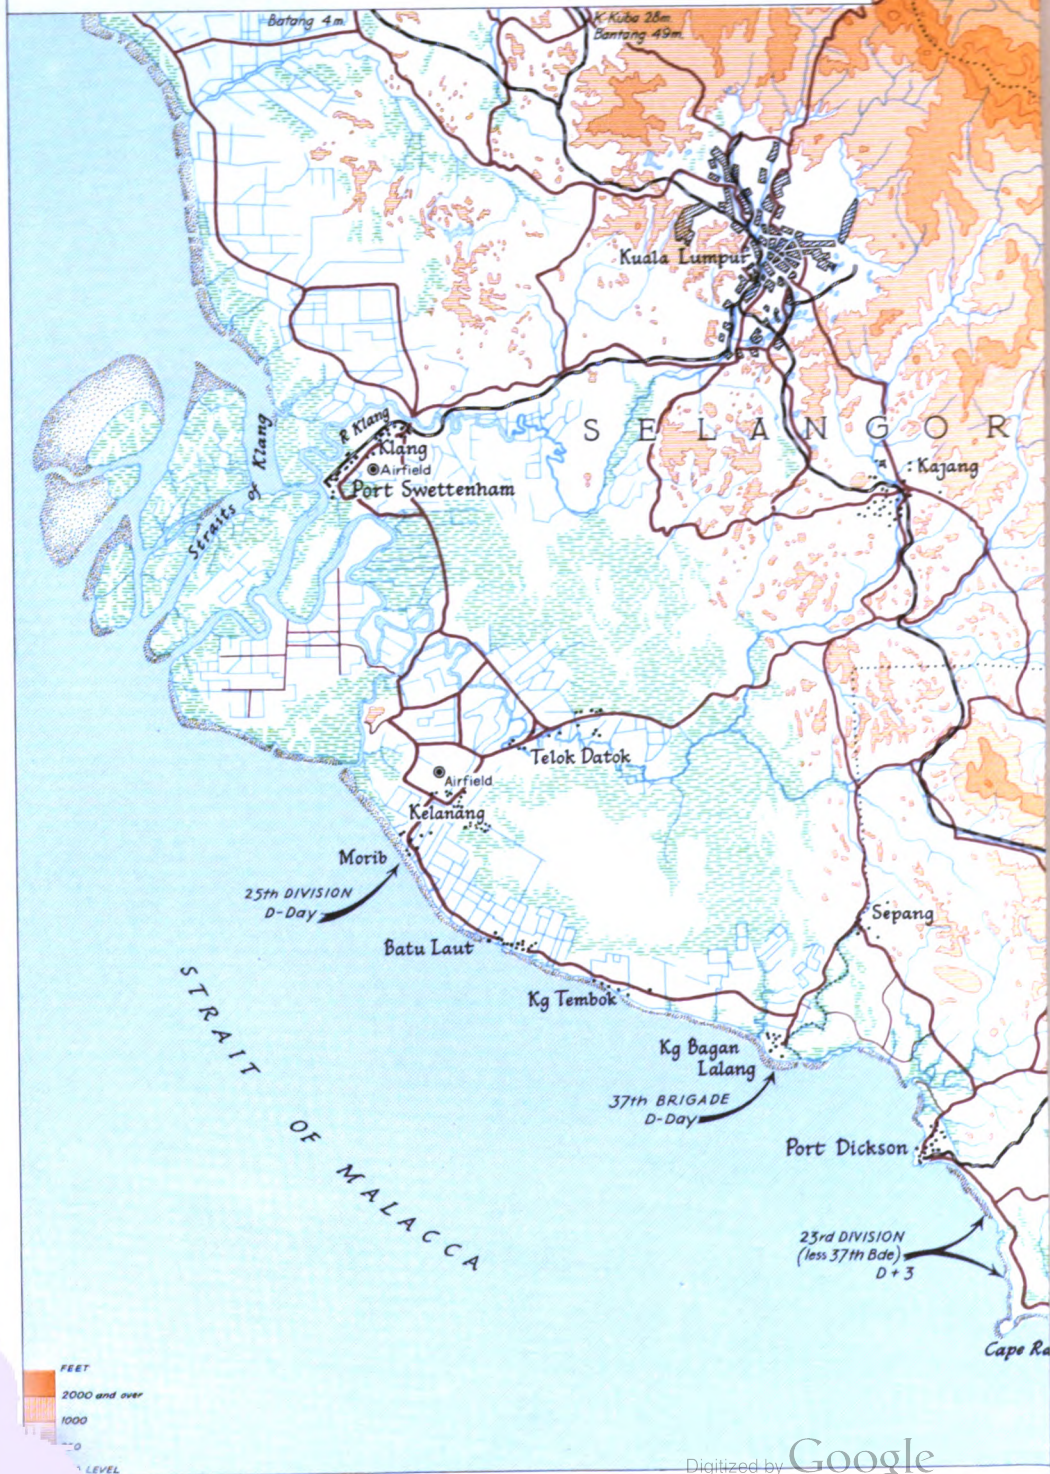 Batang 4m.
K. Kuba 28m.
Bantang 49m.
Kuala Lumpur
SELANGOR
R Klang
Klang
Airfield
Port Swettenham
Straits of Klang
Kajang
Telok Datok
Airfield
Kelanang
Morib
25th DIVISION
D-Day
Batu Laut
Sepang
Kg Tembok
Kg Bagan
Lalang
37th BRIGADE
D-Day
STRAIT OF MALACCA
Port Dickson
23rd DIVISION
(less 37th Bde)
D+3
Cape Ra
FEET
2000 and over
1000
LEVEL
Digitized by Google